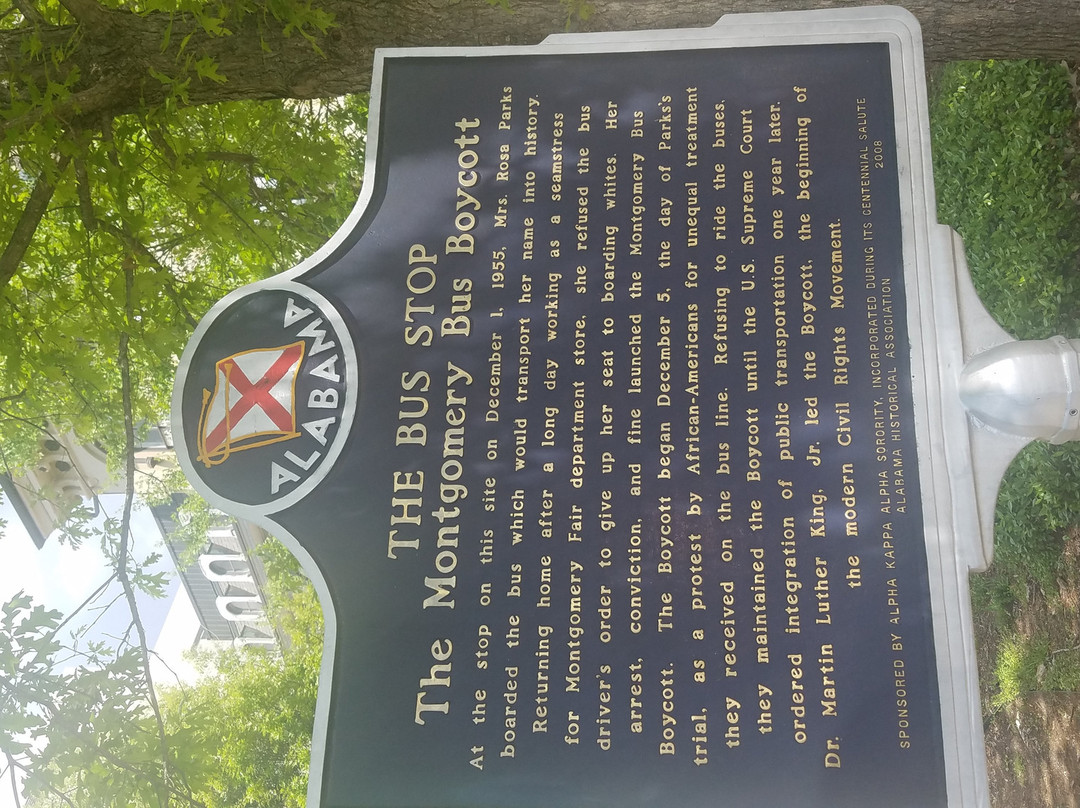 ALABAMA
THE BUS STOP
The Montgomery Bus Boycott
At the stop on this site on December 1, 1955, Mrs. Rosa Parks
boarded the bus which would transport her name into history.
Returning home after a long day working as a seamstress
for Montgomery Fair department store, she refused the bus
driver's order to give up her seat to boarding whites. Her
arrest, conviction, and fine launched the Montgomery Bus
Boycott. The Boycott began December 5, the day of Parks's
trial, as a protest by African-Americans for unequal treatment
they received on the bus line. Refusing to ride the buses,
they maintained the Boycott until the U.S. Supreme Court
ordered integration of public transportation one year later.
Dr. Martin Luther King, Jr. led the Boycott, the beginning of
the modern Civil Rights Movement.
SPONSORED BY ALPHA KAPPA ALPHA SORORITY, INCORPORATED DURING ITS CENTENNIAL SALUTE
ALABAMA HISTORICAL ASSOCIATION 2008